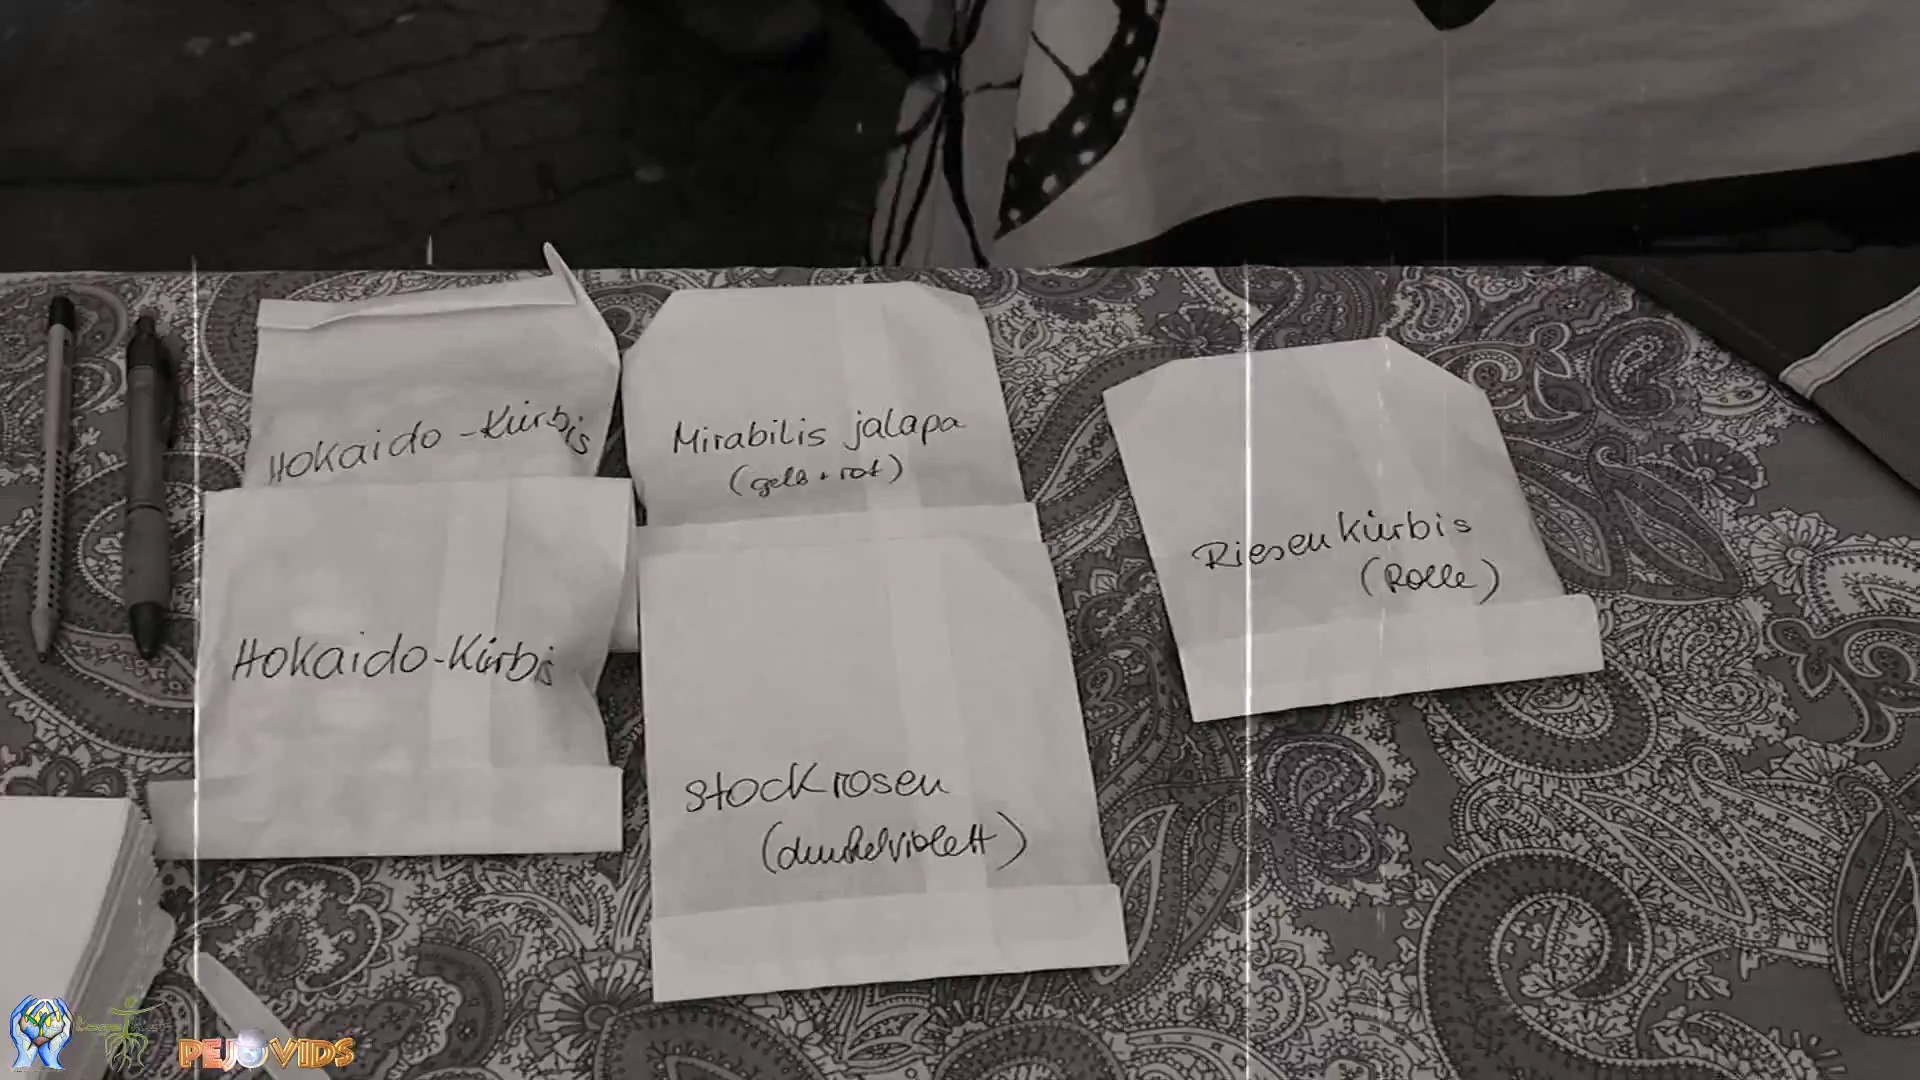 Hokaido-Kürbis
Mirabilis jalapa
(gelb + rot)
Riesenkürbis
(Rolle)
Hokaido-Kürbis
Stockrosen
(dunkelviolett)
PEJOVIDS